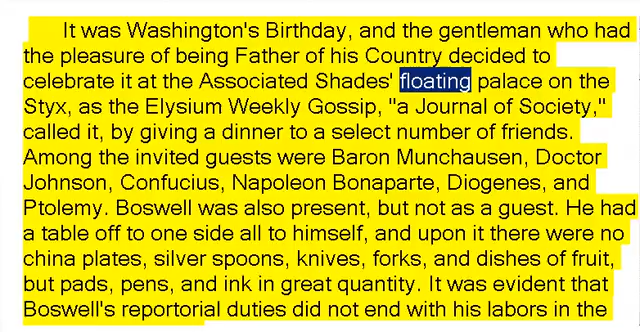 It was Washington's Birthday, and the gentleman who had
the pleasure of being Father of his Country decided to
celebrate it at the Associated Shades' floating palace on the
Styx, as the Elysium Weekly Gossip, "a Journal of Society,"
called it, by giving a dinner to a select number of friends.
Among the invited guests were Baron Munchausen, Doctor
Johnson, Confucius, Napoleon Bonaparte, Diogenes, and
Ptolemy. Boswell was also present, but not as a guest. He had
a table off to one side all to himself, and upon it there were no
china plates, silver spoons, knives, forks, and dishes of fruit,
but pads, pens, and ink in great quantity. It was evident that
Boswell's reportorial duties did not end with his labors in the